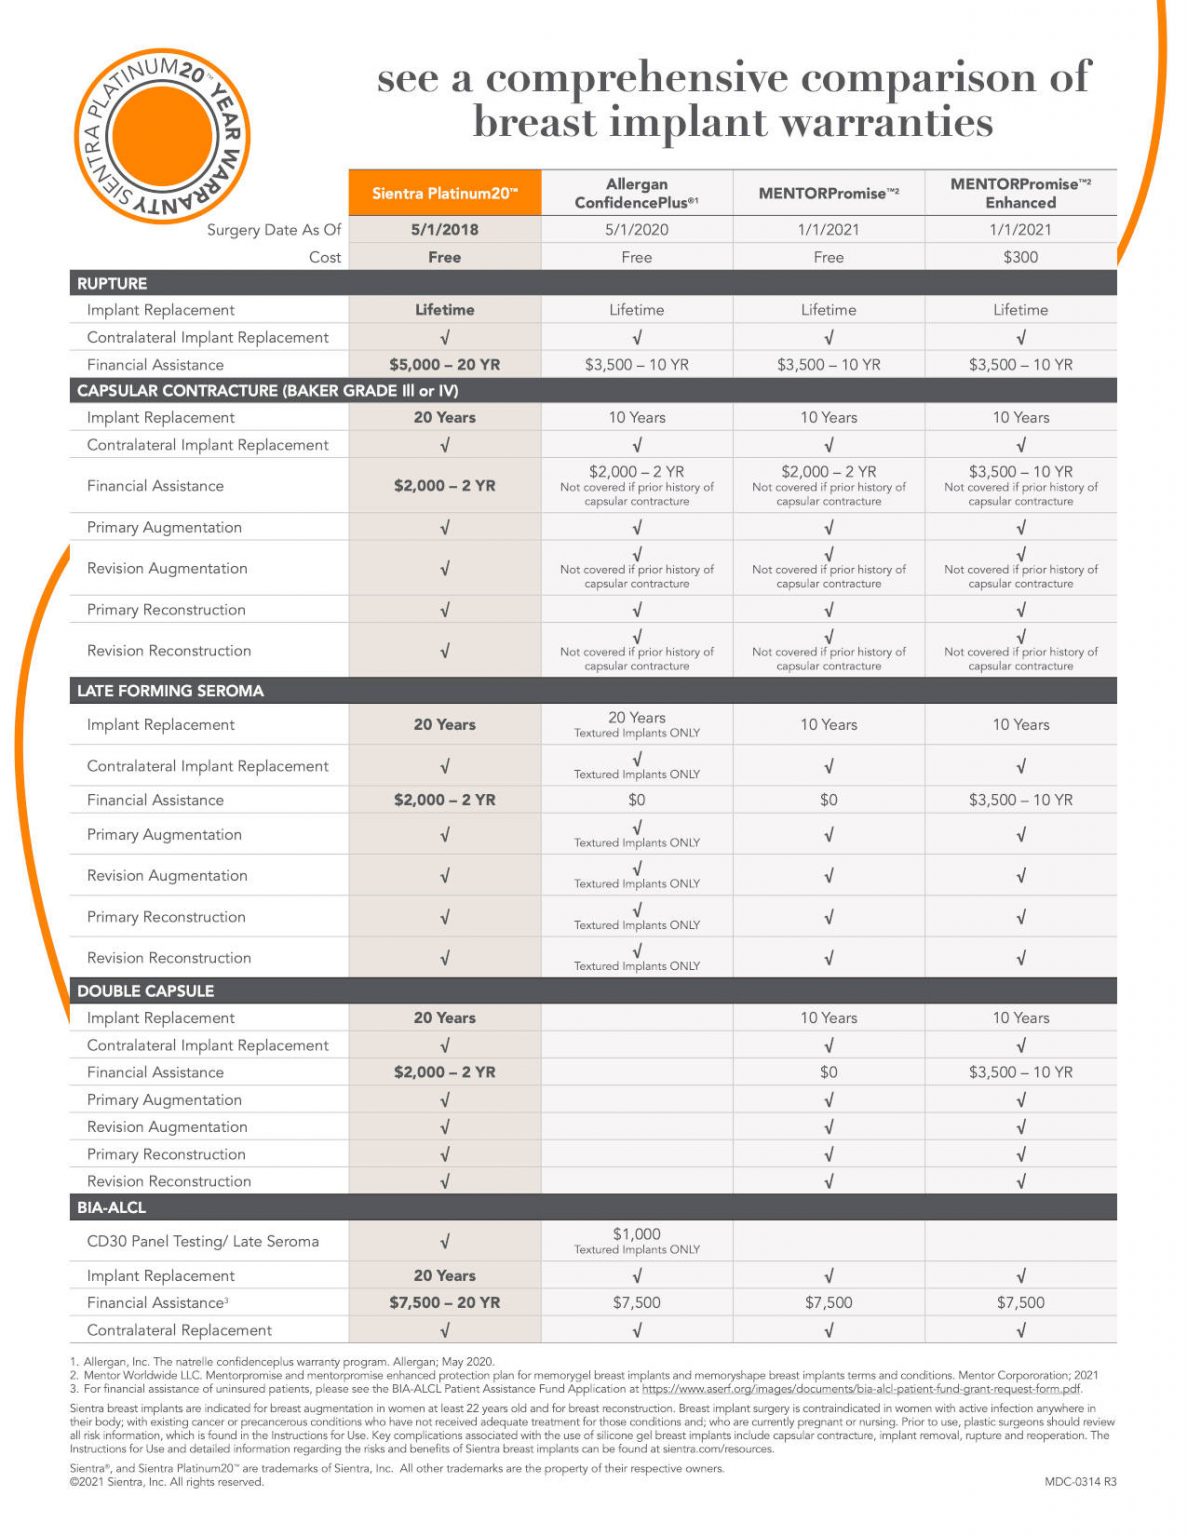 SIENTRA PLATINUM20™ YEAR WARRANTY
see a comprehensive comparison of
breast implant warranties
Sientra Platinum20™ Allergan ConfidencePlus®1 MENTORPromise™2 MENTORPromise™2 Enhanced
Surgery Date As Of 5/1/2018 5/1/2020 1/1/2021 1/1/2021
Cost Free Free Free $300
RUPTURE
Implant Replacement Lifetime Lifetime Lifetime Lifetime
Contralateral Implant Replacement √ √ √ √
Financial Assistance $5,000 – 20 YR $3,500 – 10 YR $3,500 – 10 YR $3,500 – 10 YR
CAPSULAR CONTRACTURE (BAKER GRADE III or IV)
Implant Replacement 20 Years 10 Years 10 Years 10 Years
Contralateral Implant Replacement √ √ √ √
Financial Assistance $2,000 – 2 YR $2,000 – 2 YR Not covered if prior history of capsular contracture $2,000 – 2 YR Not covered if prior history of capsular contracture $3,500 – 10 YR Not covered if prior history of capsular contracture
Primary Augmentation √ √ √ √
Revision Augmentation √ √ Not covered if prior history of capsular contracture √ Not covered if prior history of capsular contracture √ Not covered if prior history of capsular contracture
Primary Reconstruction √ √ √ √
Revision Reconstruction √ √ Not covered if prior history of capsular contracture √ Not covered if prior history of capsular contracture √ Not covered if prior history of capsular contracture
LATE FORMING SEROMA
Implant Replacement 20 Years 20 Years Textured Implants ONLY 10 Years 10 Years
Contralateral Implant Replacement √ √ Textured Implants ONLY √ √
Financial Assistance $2,000 – 2 YR $0 $0 $3,500 – 10 YR
Primary Augmentation √ √ Textured Implants ONLY √ √
Revision Augmentation √ √ Textured Implants ONLY √ √
Primary Reconstruction √ √ Textured Implants ONLY √ √
Revision Reconstruction √ √ Textured Implants ONLY √ √
DOUBLE CAPSULE
Implant Replacement 20 Years 10 Years 10 Years
Contralateral Implant Replacement √ √ √
Financial Assistance $2,000 – 2 YR $0 $3,500 – 10 YR
Primary Augmentation √ √ √
Revision Augmentation √ √ √
Primary Reconstruction √ √ √
Revision Reconstruction √ √ √
BIA-ALCL
CD30 Panel Testing/ Late Seroma √ $1,000 Textured Implants ONLY
Implant Replacement 20 Years √ √ √
Financial Assistance3 $7,500 – 20 YR $7,500 $7,500 $7,500
Contralateral Replacement √ √ √ √
1. Allergan, Inc. The natrelle confidenceplus warranty program. Allergan; May 2020.
2. Mentor Worldwide LLC. Mentorpromise and mentorpromise enhanced protection plan for memorygel breast implants and memoryshape breast implants terms and conditions. Mentor Corpororation; 2021
3. For financial assistance of uninsured patients, please see the BIA-ALCL Patient Assistance Fund Application at https://www.aserf.org/images/documents/bia-alcl-patient-fund-grant-request-form.pdf.
Sientra breast implants are indicated for breast augmentation in women at least 22 years old and for breast reconstruction. Breast implant surgery is contraindicated in women with active infection anywhere in
their body; with existing cancer or precancerous conditions who have not received adequate treatment for those conditions and; who are currently pregnant or nursing. Prior to use, plastic surgeons should review
all risk information, which is found in the Instructions for Use. Key complications associated with the use of silicone gel breast implants include capsular contracture, implant removal, rupture and reoperation. The
Instructions for Use and detailed information regarding the risks and benefits of Sientra breast implants can be found at sientra.com/resources.
Sientra®, and Sientra Platinum20™ are trademarks of Sientra, Inc. All other trademarks are the property of their respective owners.
©2021 Sientra, Inc. All rights reserved. MDC-0314 R3